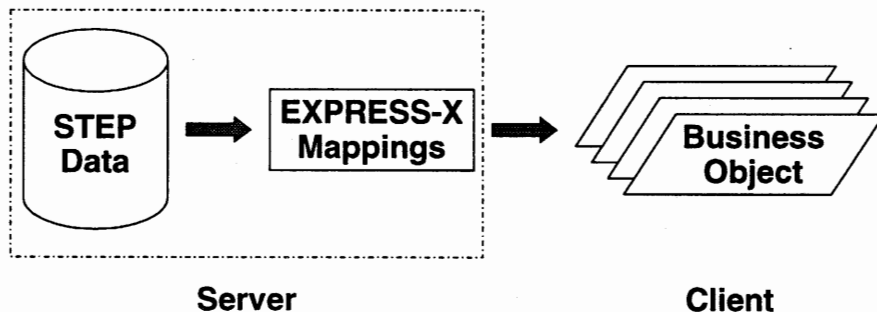 STEP
Data
EXPRESS-X
Mappings
Business
Object
Server
Client